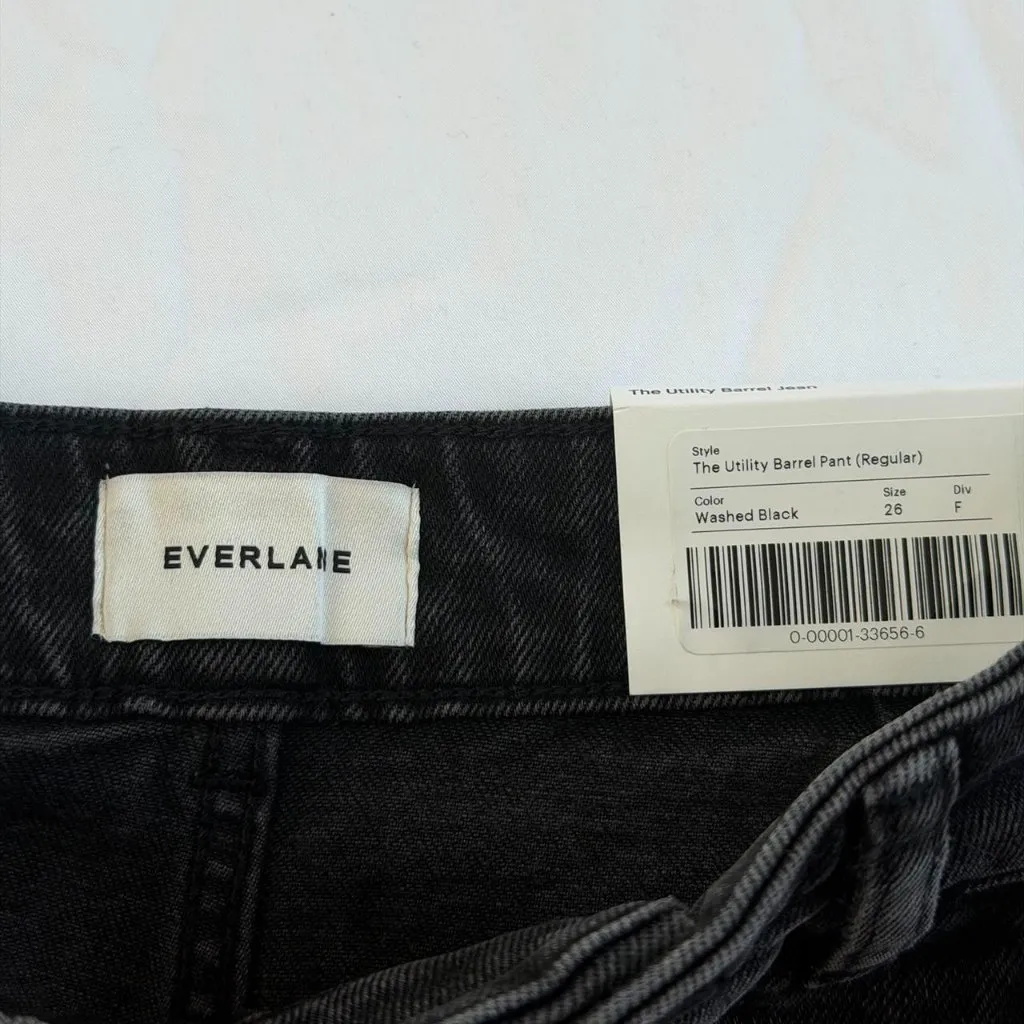 The Utility Barrel Jean
Style
The Utility Barrel Pant (Regular)
Color Size Div
Washed Black 26 F
0-00001-33656-6
EVERLANE